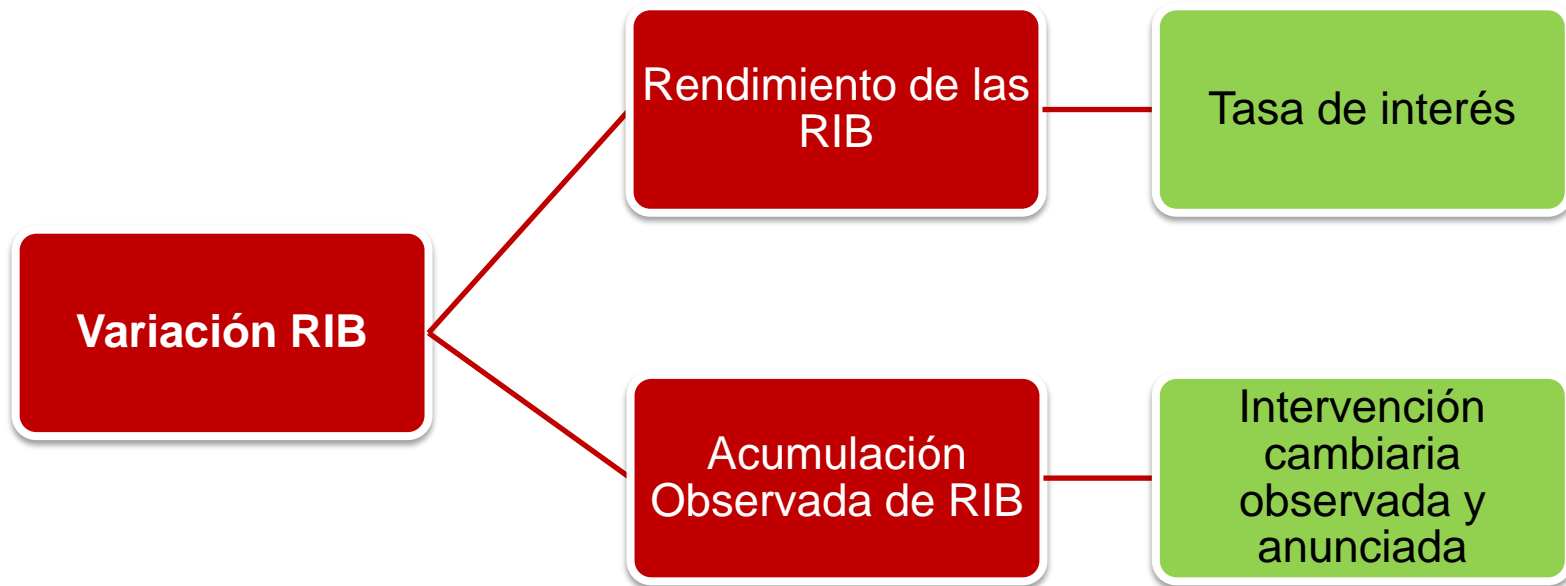 Rendimiento de las
RIB
Tasa de interés
Variación RIB
Acumulación
Observada de RIB
Intervención
cambiaria
observada y
anunciada